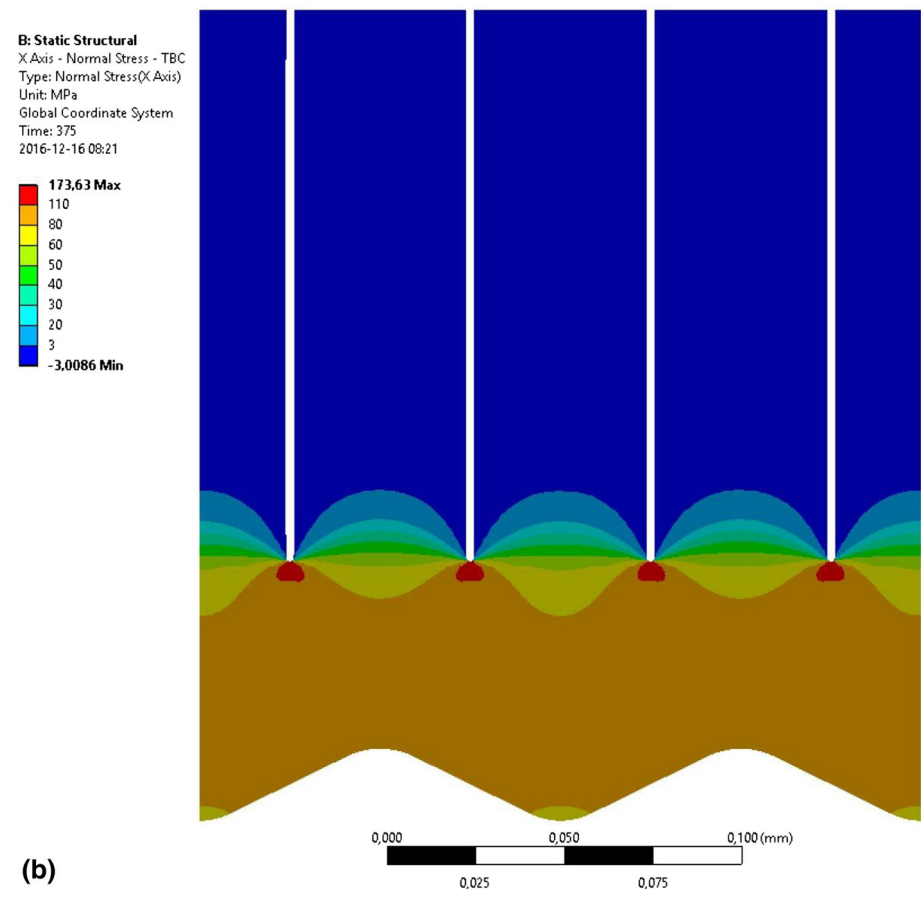 B: Static Structural
X Axis - Normal Stress - TBC
Type: Normal Stress(X Axis)
Unit: MPa
Global Coordinate System
Time: 375
2016-12-16 08:21
173,63 Max
110
80
60
50
40
30
20
3
-3,0086 Min
0,000 0,050 0,100 (mm)
0,025 0,075
(b)